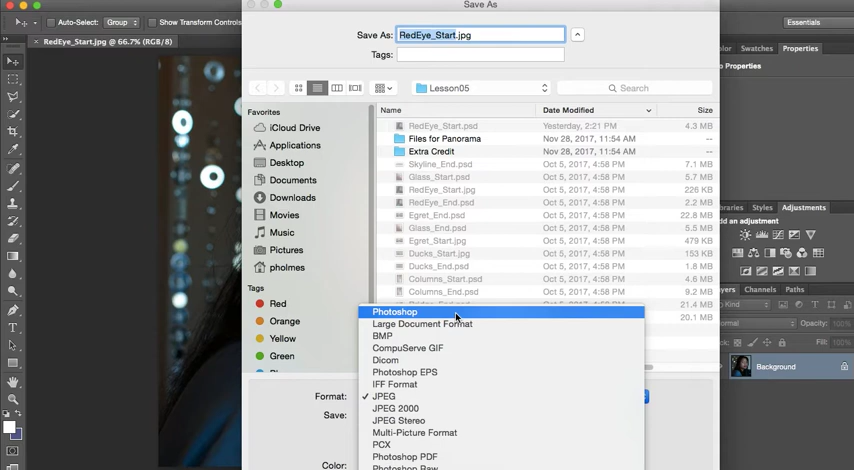 Save As
Auto-Select: Group Show Transform Controls
Essentials
× RedEye_Start.jpg @ 66.7% (RGB/8)
Save As: RedEye_Start.jpg
Tags:
Swatches Properties
Properties
Lesson05
Search
Favorites
iCloud Drive
Applications
Desktop
Documents
Downloads
Movies
Music
Pictures
pholmes
Tags
Red
Orange
Yellow
Green
Name Date Modified Size
RedEye_Start.psd Yesterday, 2:21 PM 4.3 MB
Files for Panorama Nov 28, 2017, 11:54 AM --
Extra Credit Nov 28, 2017, 11:54 AM --
Skyline_End.psd Oct 5, 2017, 4:58 PM 7.1 MB
Glass_Start.psd Oct 5, 2017, 4:58 PM 5.7 MB
RedEye_Start.jpg Oct 5, 2017, 4:58 PM 226 KB
RedEye_End.psd Oct 5, 2017, 4:58 PM 2.2 MB
Egret_End.psd Oct 5, 2017, 4:58 PM 22.8 MB
Glass_End.psd Oct 5, 2017, 4:58 PM 5.5 MB
Egret_Start.jpg Oct 5, 2017, 4:58 PM 479 KB
Ducks_Start.jpg Oct 5, 2017, 4:58 PM 153 KB
Ducks_End.psd Oct 5, 2017, 4:58 PM 1.8 MB
Columns_Start.psd Oct 5, 2017, 4:58 PM 4.6 MB
Columns_End.psd Oct 5, 2017, 4:58 PM 9.2 MB
21.4 MB
20.1 MB
Styles Adjustments
Channels Paths
Opacity: 100%
Fill: 100%
Background
Format:
Save:
Color:
Photoshop
Large Document Format
BMP
CompuServe GIF
Dicom
Photoshop EPS
IFF Format
✓ JPEG
JPEG 2000
JPEG Stereo
Multi-Picture Format
PCX
Photoshop PDF
Photoshop Raw